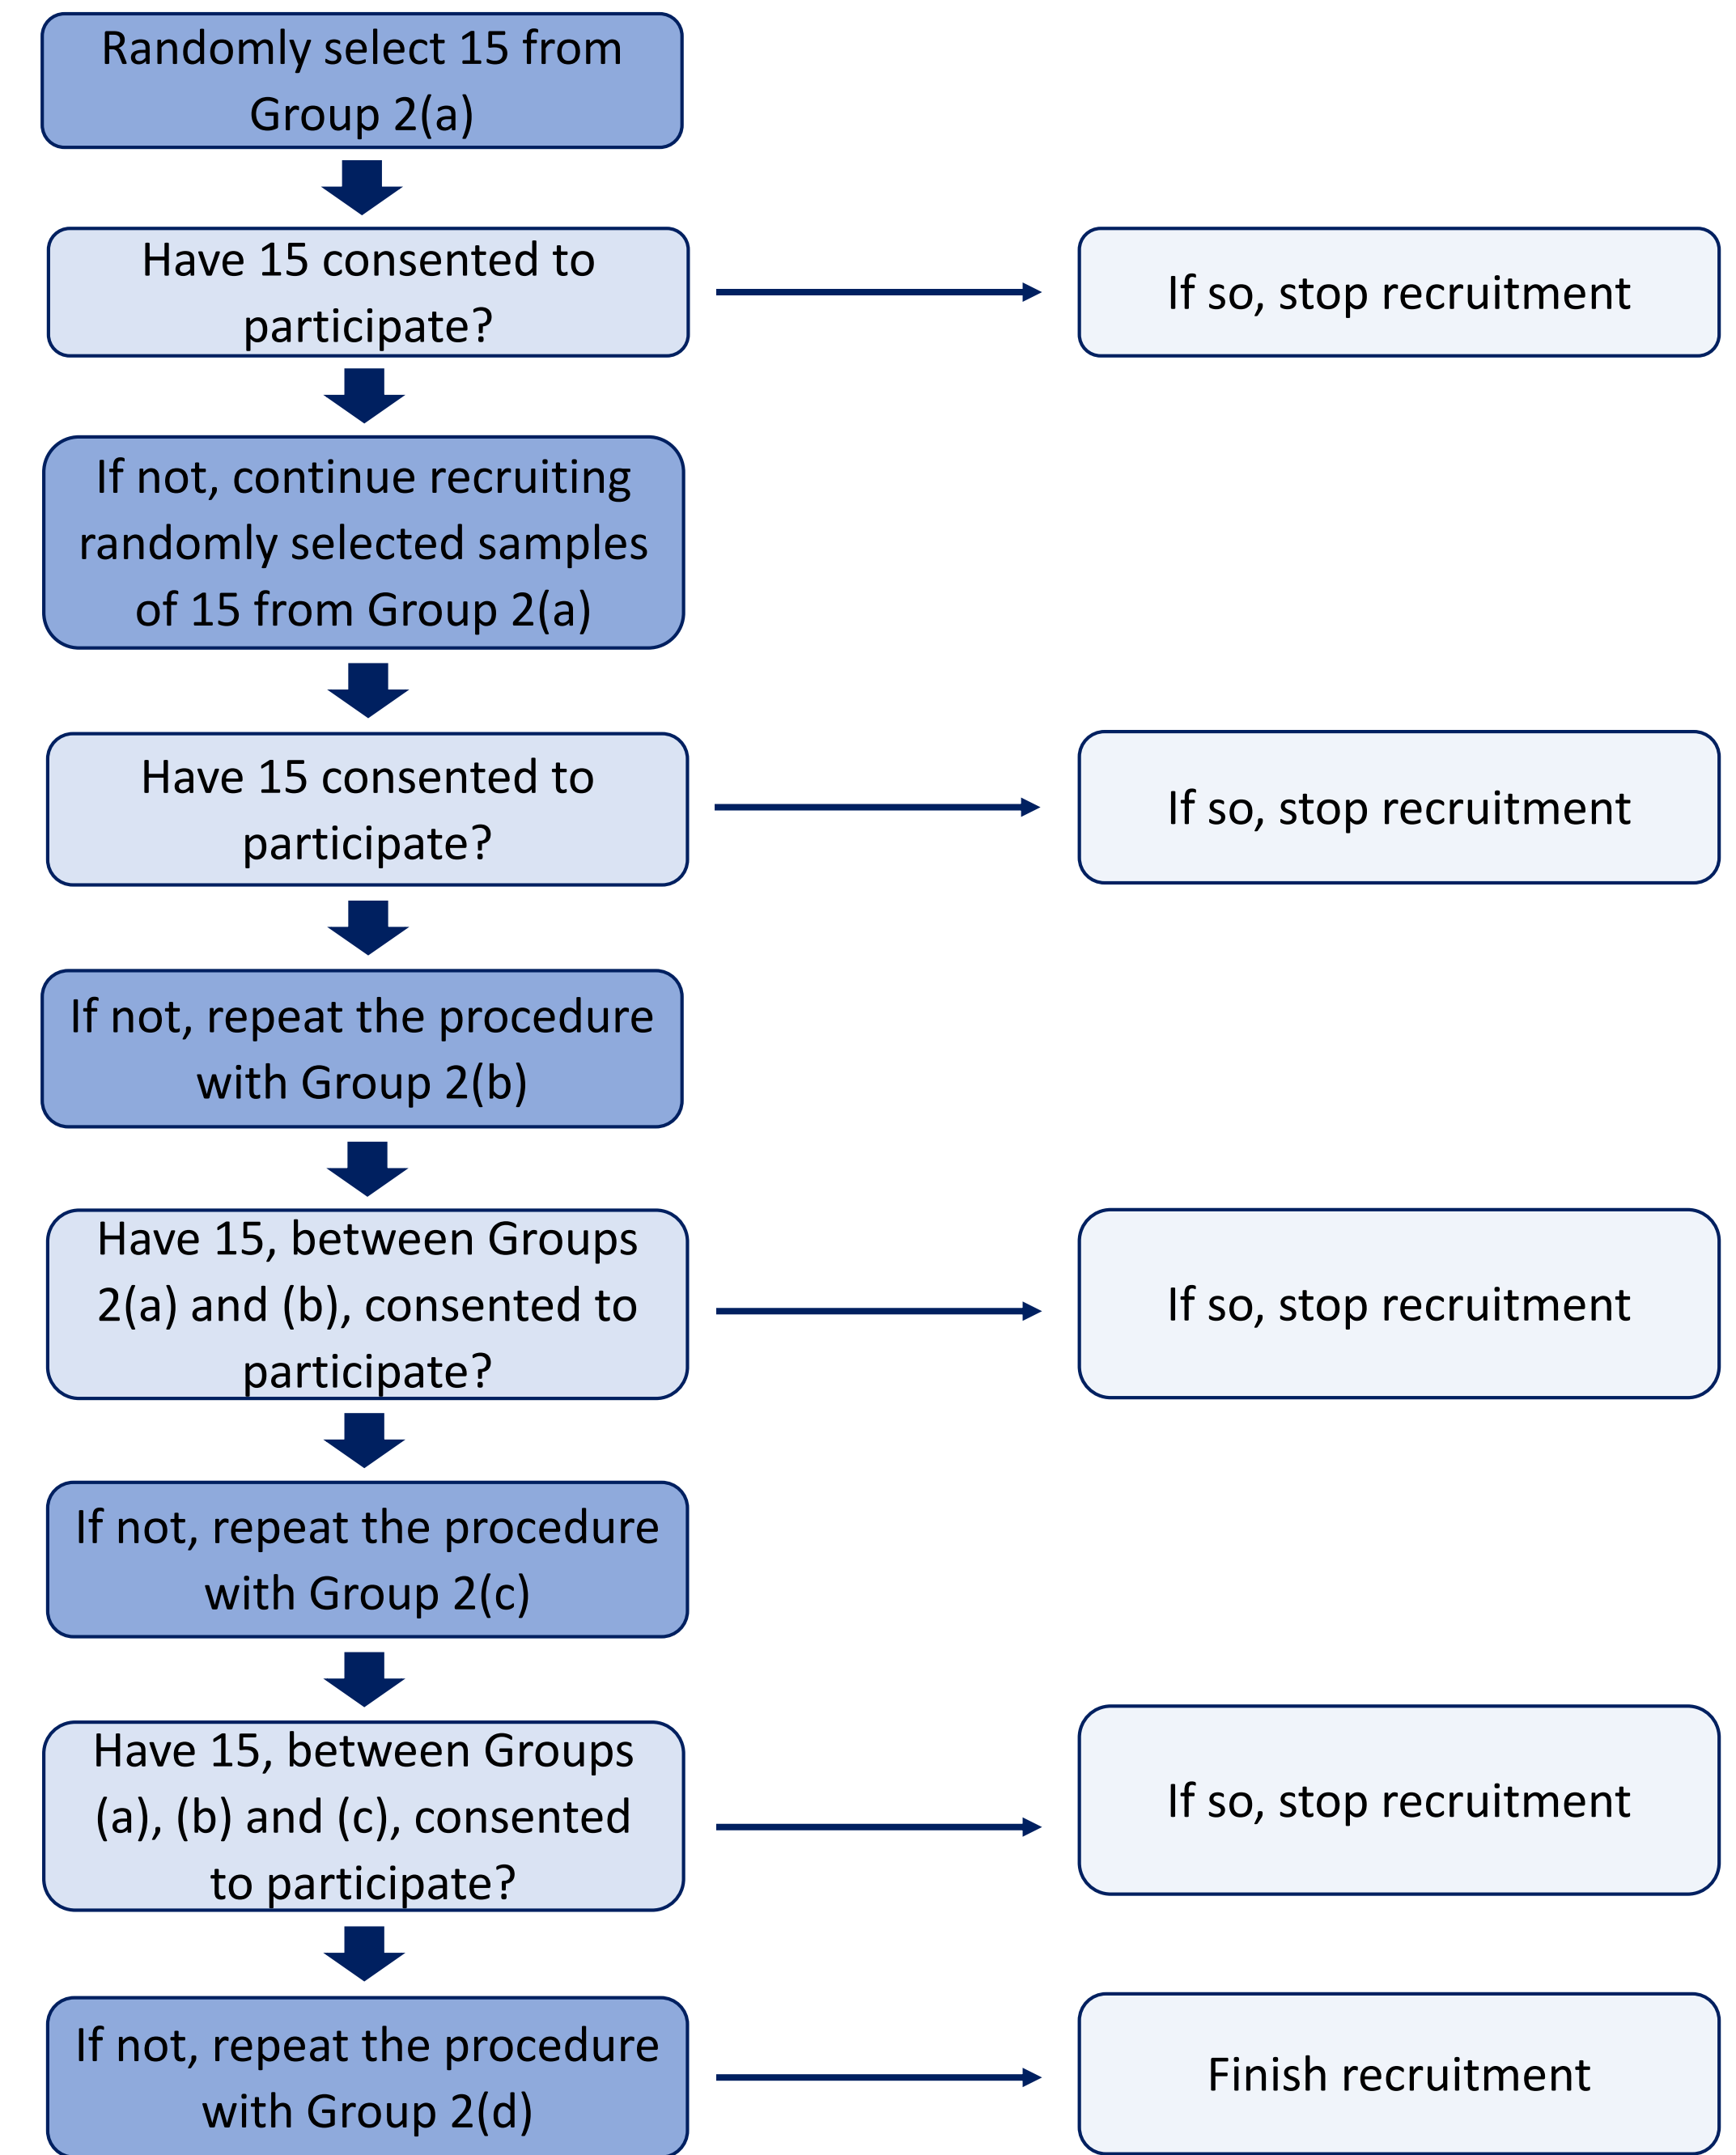 Randomly select 15 from
Group 2(a)
Have 15 consented to
participate?
If so, stop recruitment
If not, continue recruiting
randomly selected samples
of 15 from Group 2(a)
Have 15 consented to
participate?
If so, stop recruitment
If not, repeat the procedure
with Group 2(b)
Have 15, between Groups
2(a) and (b), consented to
participate?
If so, stop recruitment
If not, repeat the procedure
with Group 2(c)
Have 15, between Groups
(a), (b) and (c), consented
to participate?
If so, stop recruitment
If not, repeat the procedure
with Group 2(d)
Finish recruitment